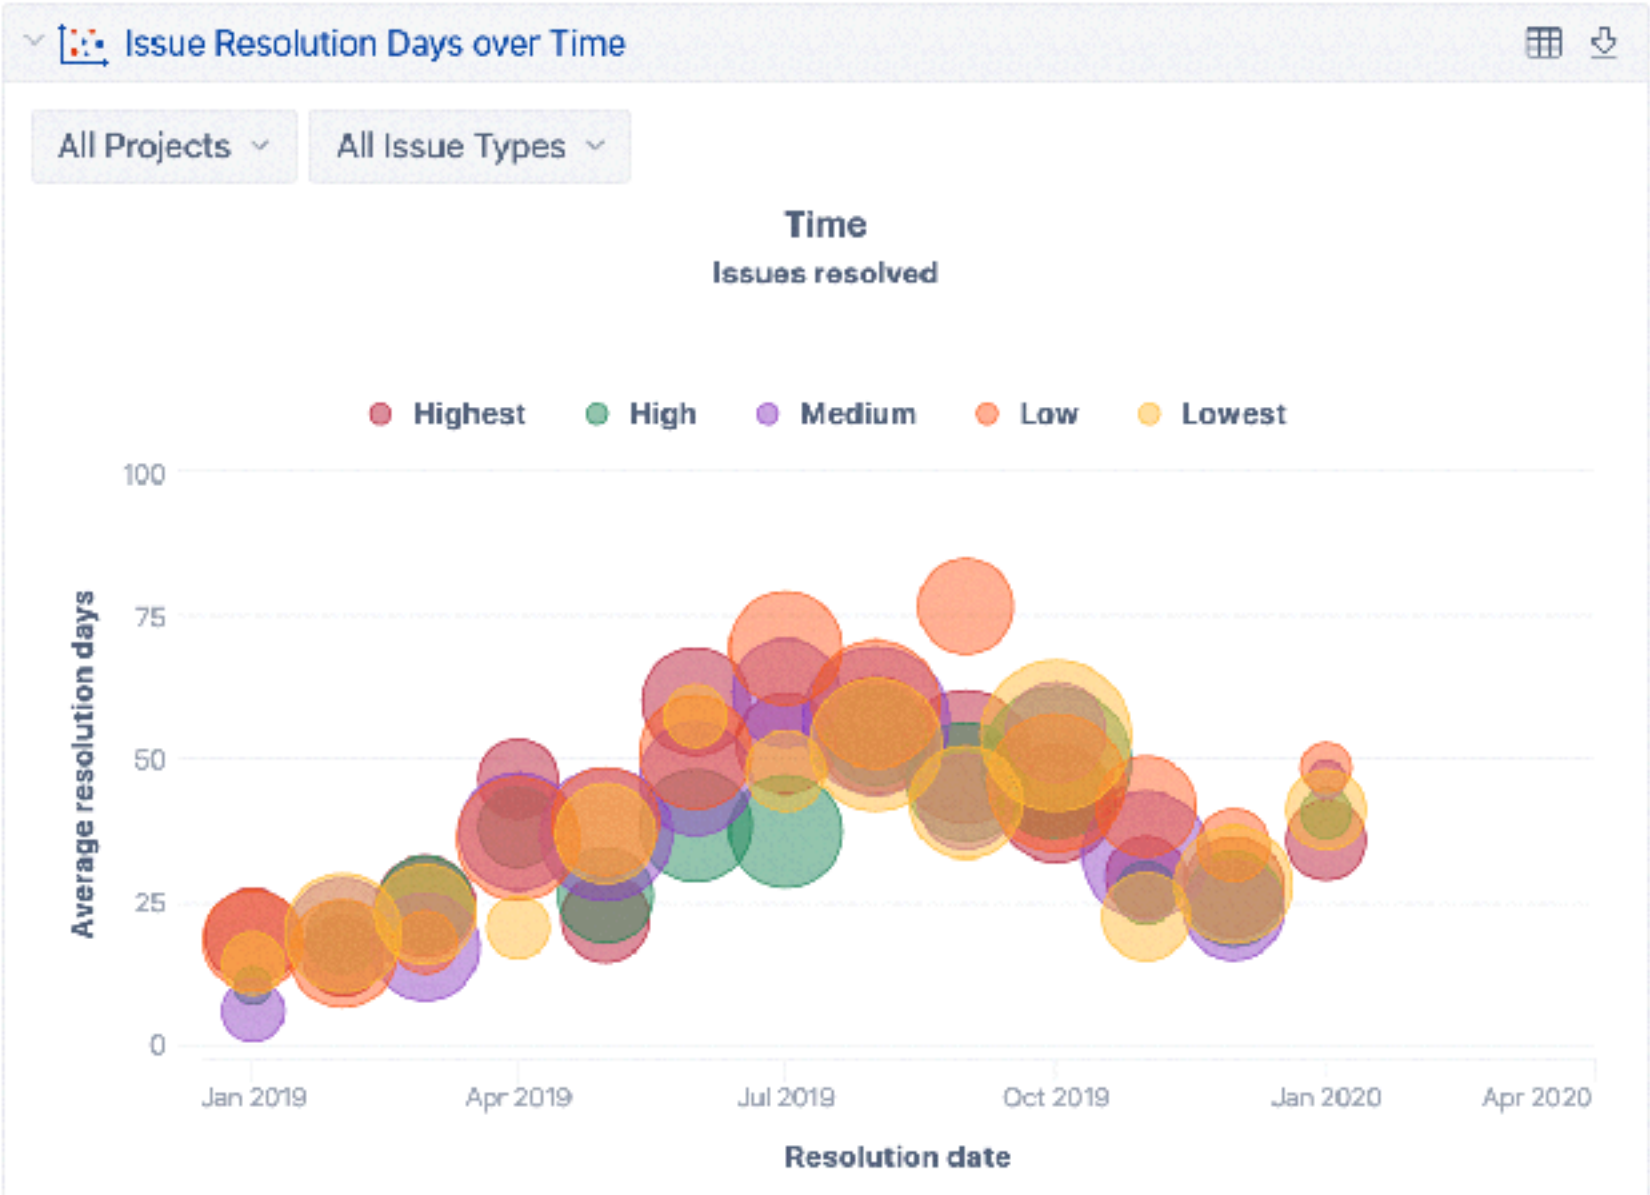 Issue Resolution Days over Time
All Projects All Issue Types
Time
Issues resolved
Highest High Medium Low Lowest
100
75
50
25
0
Average resolution days
Jan 2019 Apr 2019 Jul 2019 Oct 2019 Jan 2020 Apr 2020
Resolution date